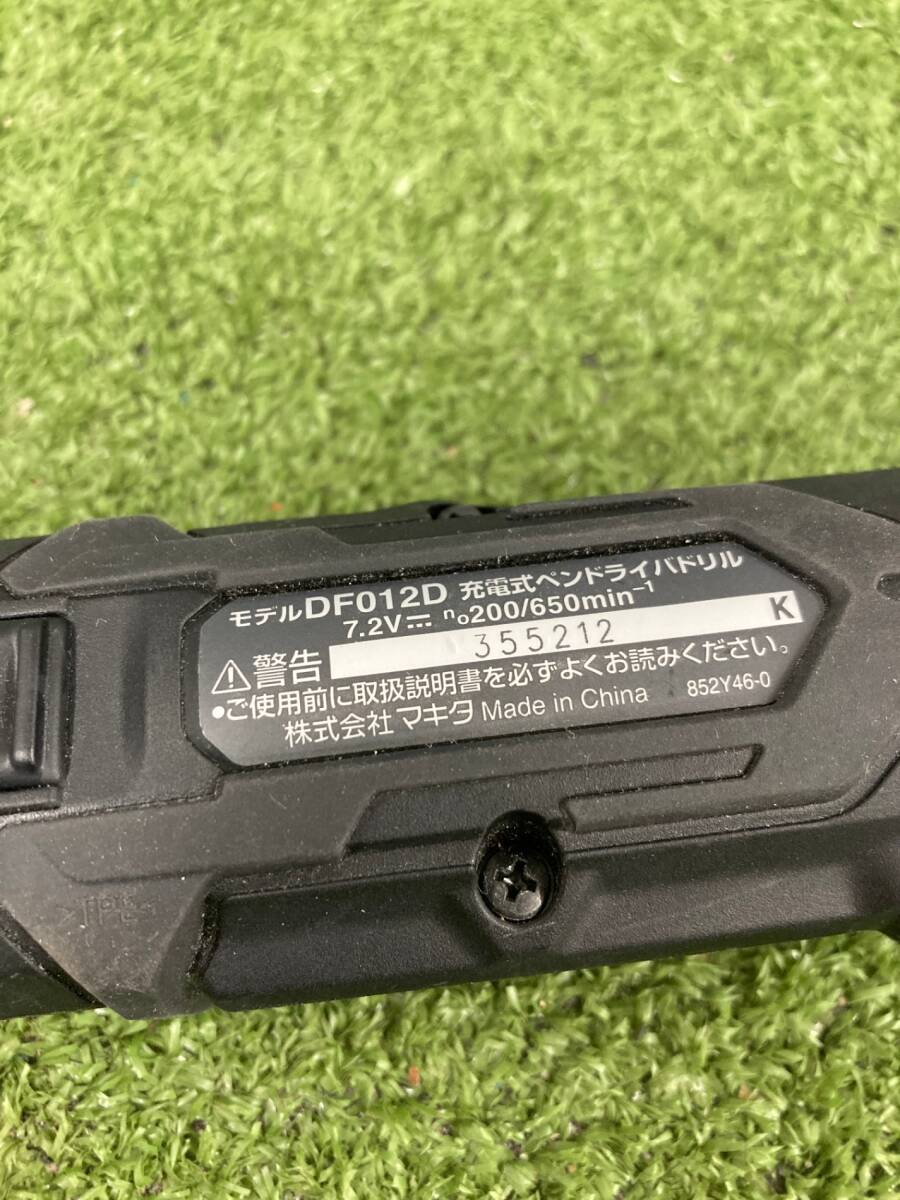 モデルDF012D 充電式ペンドライバドリル
7.2V⎓ n₀200/650min⁻¹
355212 K
⚠警告
●ご使用前に取扱説明書を必ずよくお読みください。
株式会社 マキタ Made in China 852Y46-0
>TPE<